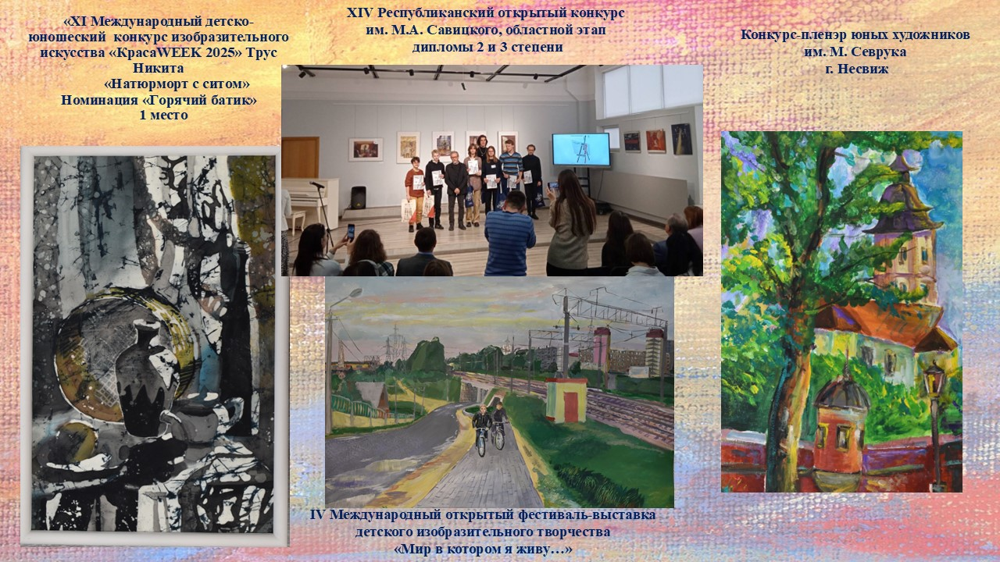 «XI Международный детско-
юношеский конкурс изобразительного
искусства «КрасаWEEK 2025» Трус
Никита
«Натюрморт с ситом»
Номинация «Горячий батик»
1 место
XIV Республиканский открытый конкурс
им. М.А. Савицкого, областной этап
дипломы 2 и 3 степени
Конкурс-пленэр юных художников
им. М. Севрука
г. Несвиж
IV Международный открытый фестиваль-выставка
детского изобразительного творчества
«Мир в котором я живу…»